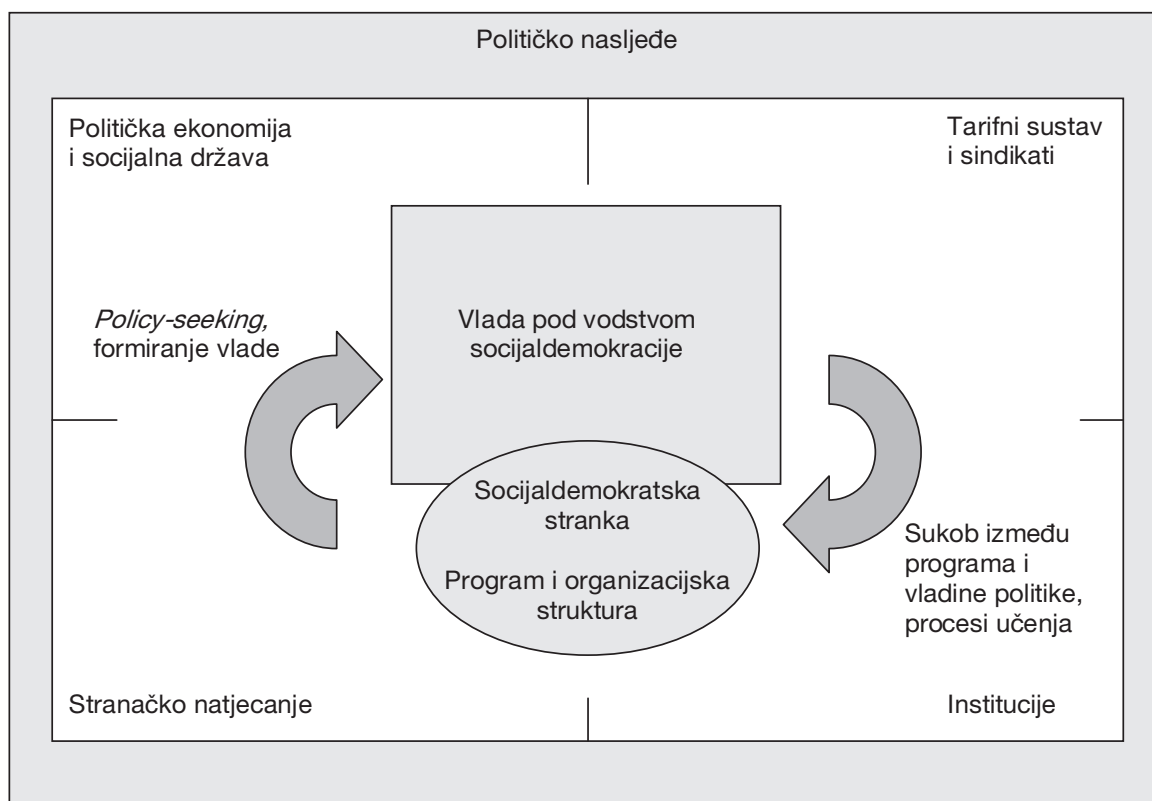 Političko nasljeđe
Politička ekonomija
i socijalna država
Tarifni sustav
i sindikati
Policy-seeking,
formiranje vlade
Vlada pod vodstvom
socijaldemokracije
Socijaldemokratska
stranka
Program i organizacijska
struktura
Sukob između
programa i
vladine politike,
procesi učenja
Stranačko natjecanje
Institucije